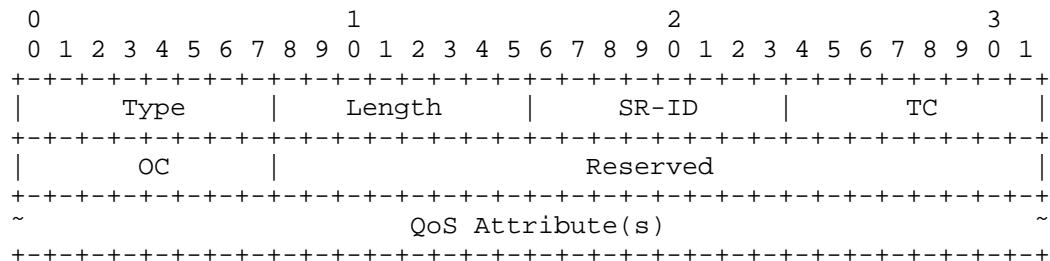 0                   1                   2                   3
 0 1 2 3 4 5 6 7 8 9 0 1 2 3 4 5 6 7 8 9 0 1 2 3 4 5 6 7 8 9 0 1
+-+-+-+-+-+-+-+-+-+-+-+-+-+-+-+-+-+-+-+-+-+-+-+-+-+-+-+-+-+-+-+-+
|      Type     |    Length     |     SR-ID     |       TC      |
+-+-+-+-+-+-+-+-+-+-+-+-+-+-+-+-+-+-+-+-+-+-+-+-+-+-+-+-+-+-+-+-+
|       OC      |                   Reserved                    |
+-+-+-+-+-+-+-+-+-+-+-+-+-+-+-+-+-+-+-+-+-+-+-+-+-+-+-+-+-+-+-+-+
~                        QoS Attribute(s)                       ~
+-+-+-+-+-+-+-+-+-+-+-+-+-+-+-+-+-+-+-+-+-+-+-+-+-+-+-+-+-+-+-+-+